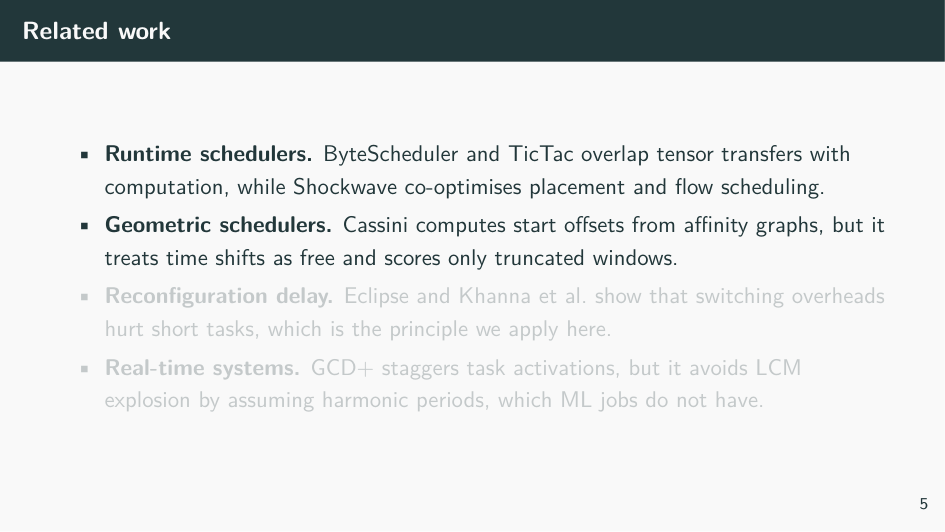 Related work
▪ Runtime schedulers. ByteScheduler and TicTac overlap tensor transfers with
computation, while Shockwave co-optimises placement and flow scheduling.
▪ Geometric schedulers. Cassini computes start offsets from affinity graphs, but it
treats time shifts as free and scores only truncated windows.
▪ Reconfiguration delay. Eclipse and Khanna et al. show that switching overheads
hurt short tasks, which is the principle we apply here.
▪ Real-time systems. GCD+ staggers task activations, but it avoids LCM
explosion by assuming harmonic periods, which ML jobs do not have.
5